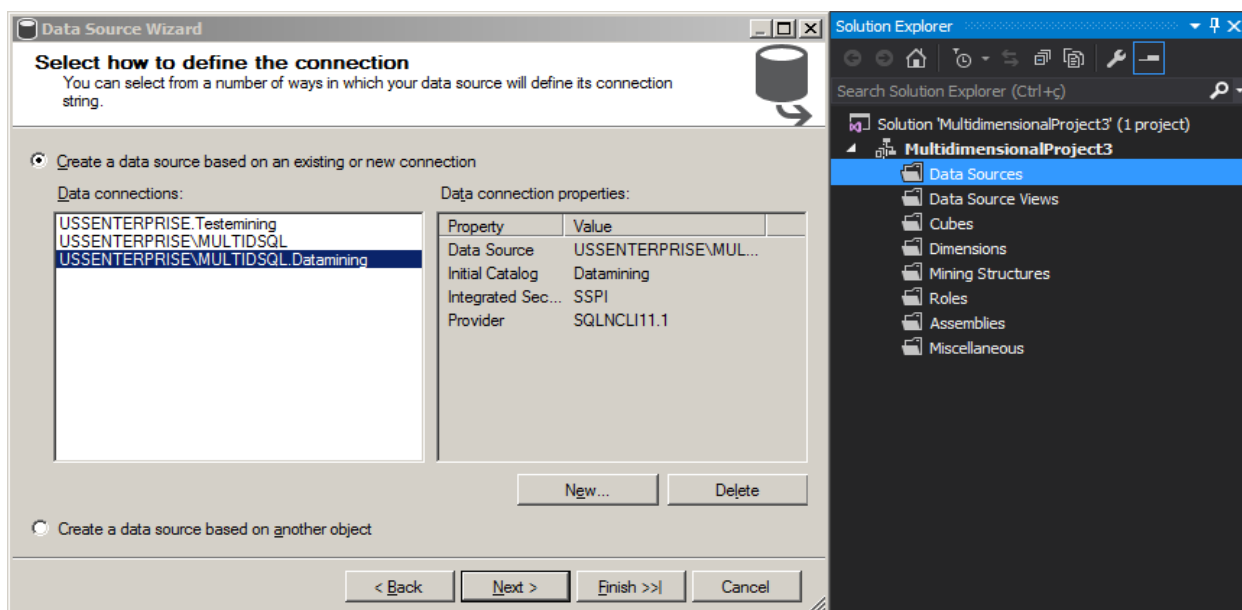 Data Source Wizard
Select how to define the connection
You can select from a number of ways in which your data source will define its connection
string.
Create a data source based on an existing or new connection
Data connections:
USSENTERPRISE.Testemining
USSENTERPRISE\MULTIDSQL
USSENTERPRISE\MULTIDSQL.Datamining
Data connection properties:
Property Value
Data Source USSENTERPRISE\MUL...
Initial Catalog Datamining
Integrated Sec... SSPI
Provider SQLNCLI11.1
New... Delete
Create a data source based on another object
< Back Next > Finish >>| Cancel
Solution Explorer
Search Solution Explorer (Ctrl+ç)
Solution 'MultidimensionalProject3' (1 project)
MultidimensionalProject3
Data Sources
Data Source Views
Cubes
Dimensions
Mining Structures
Roles
Assemblies
Miscellaneous